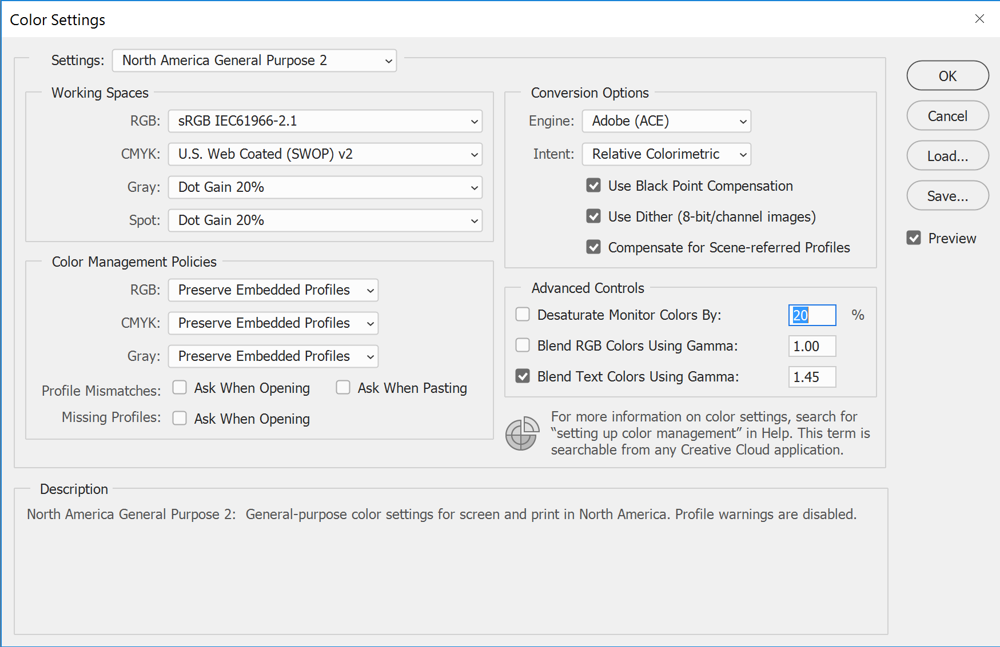 Color Settings
Settings: North America General Purpose 2
Working Spaces
RGB: sRGB IEC61966-2.1
CMYK: U.S. Web Coated (SWOP) v2
Gray: Dot Gain 20%
Spot: Dot Gain 20%
Color Management Policies
RGB: Preserve Embedded Profiles
CMYK: Preserve Embedded Profiles
Gray: Preserve Embedded Profiles
Profile Mismatches: Ask When Opening Ask When Pasting
Missing Profiles: Ask When Opening
Conversion Options
Engine: Adobe (ACE)
Intent: Relative Colorimetric
Use Black Point Compensation
Use Dither (8-bit/channel images)
Compensate for Scene-referred Profiles
Advanced Controls
Desaturate Monitor Colors By: 20 %
Blend RGB Colors Using Gamma: 1.00
Blend Text Colors Using Gamma: 1.45
For more information on color settings, search for
“setting up color management” in Help. This term is
searchable from any Creative Cloud application.
OK
Cancel
Load...
Save...
Preview
Description
North America General Purpose 2: General-purpose color settings for screen and print in North America. Profile warnings are disabled.